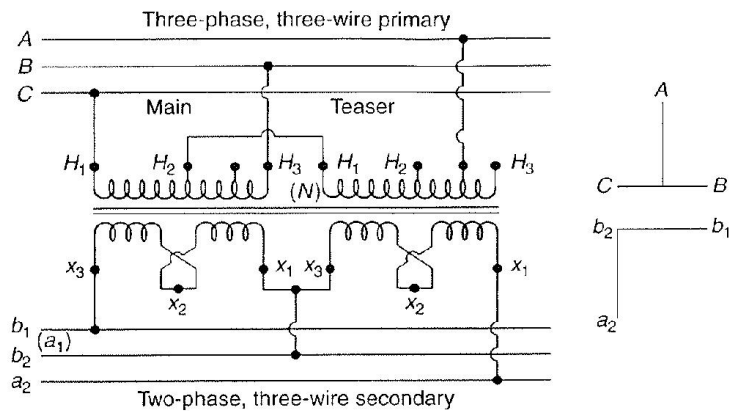 Three-phase, three-wire primary
A
B
C
Main Teaser
A
H₁ H₂ H₃ H₁ H₂ H₃
(N)
C B
b₂ b₁
x₃ x₁ x₃ x₁
x₂ x₂
a₂
b₁
(a₁)
b₂
a₂
Two-phase, three-wire secondary